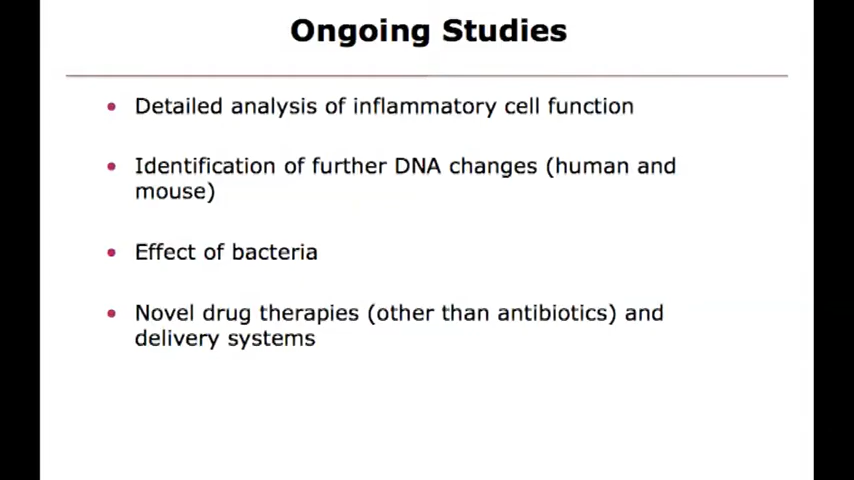 Ongoing Studies
• Detailed analysis of inflammatory cell function
• Identification of further DNA changes (human and
mouse)
• Effect of bacteria
• Novel drug therapies (other than antibiotics) and
delivery systems